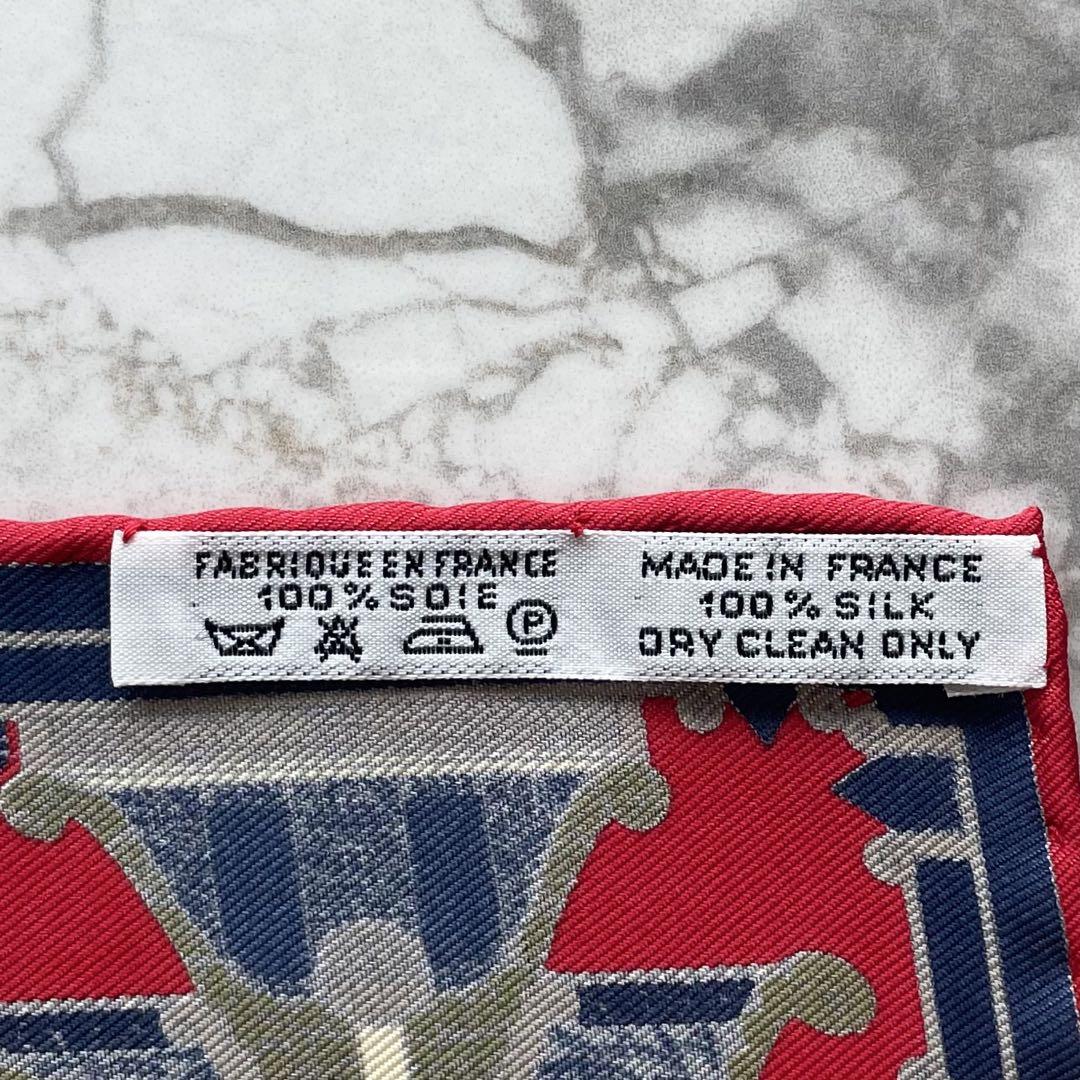 FABRIQUE EN FRANCE
100% SOIE
P
MADE IN FRANCE
100% SILK
DRY CLEAN ONLY